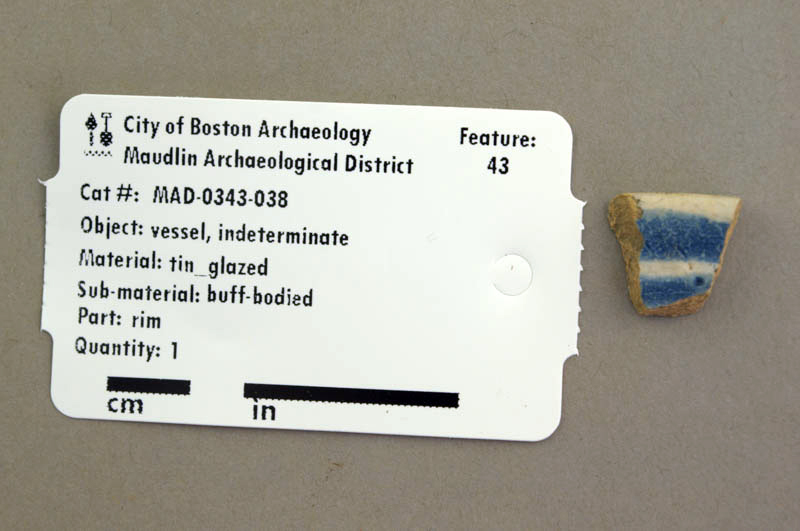 City of Boston Archaeology
Maudlin Archaeological District
Feature:
43
Cat #: MAD-0343-038
Object: vessel, indeterminate
Material: tin_glazed
Sub-material: buff-bodied
Part: rim
Quantity: 1
cm
in